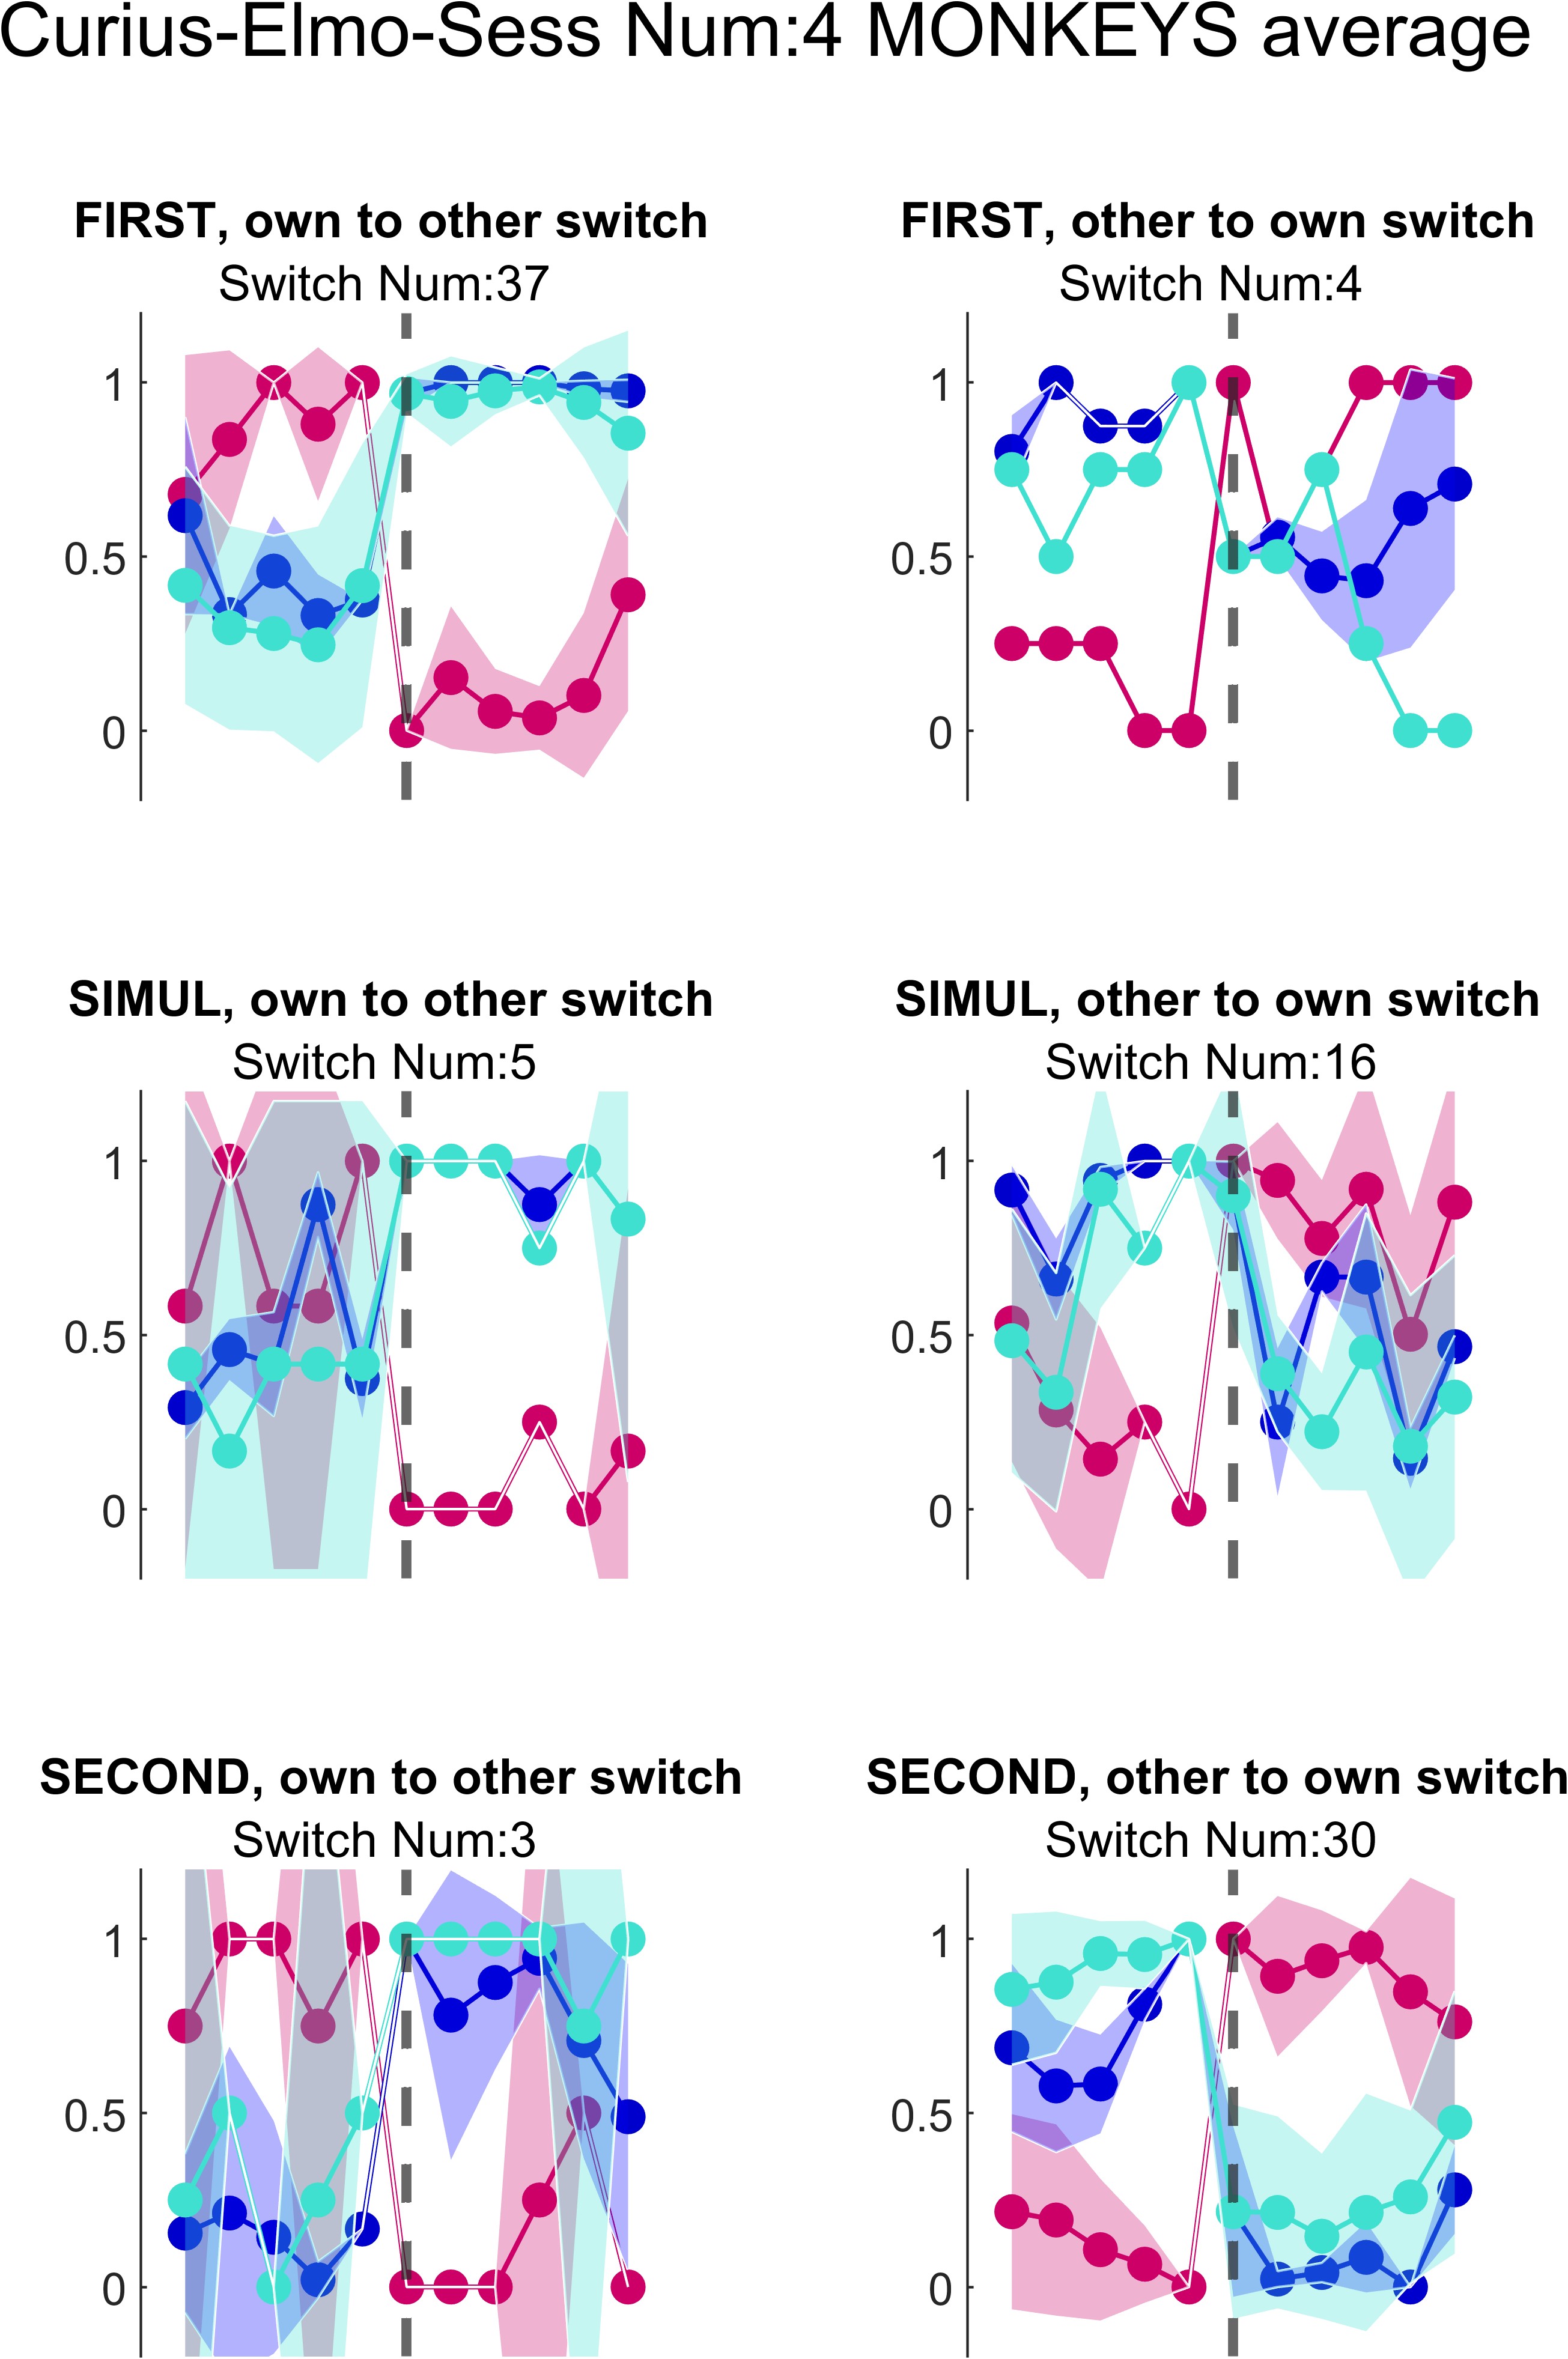 Curius-Elmo-Sess Num:4 MONKEYS average
FIRST, own to other switch
Switch Num:37
1
0.5
0
FIRST, other to own switch
Switch Num:4
1
0.5
0
SIMUL, own to other switch
Switch Num:5
1
0.5
0
SIMUL, other to own switch
Switch Num:16
1
0.5
0
SECOND, own to other switch
Switch Num:3
1
0.5
0
SECOND, other to own switch
Switch Num:30
1
0.5
0